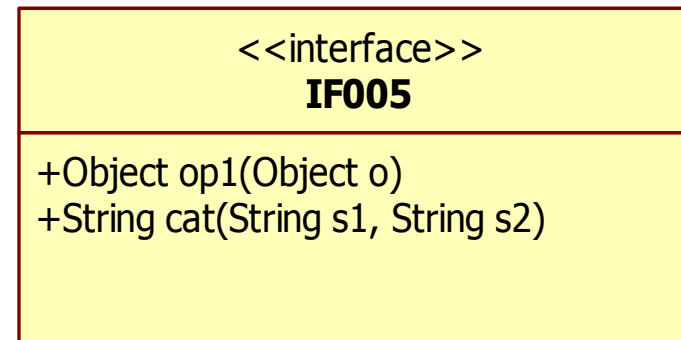 <<interface>>
IF005
+Object op1(Object o)
+String cat(String s1, String s2)